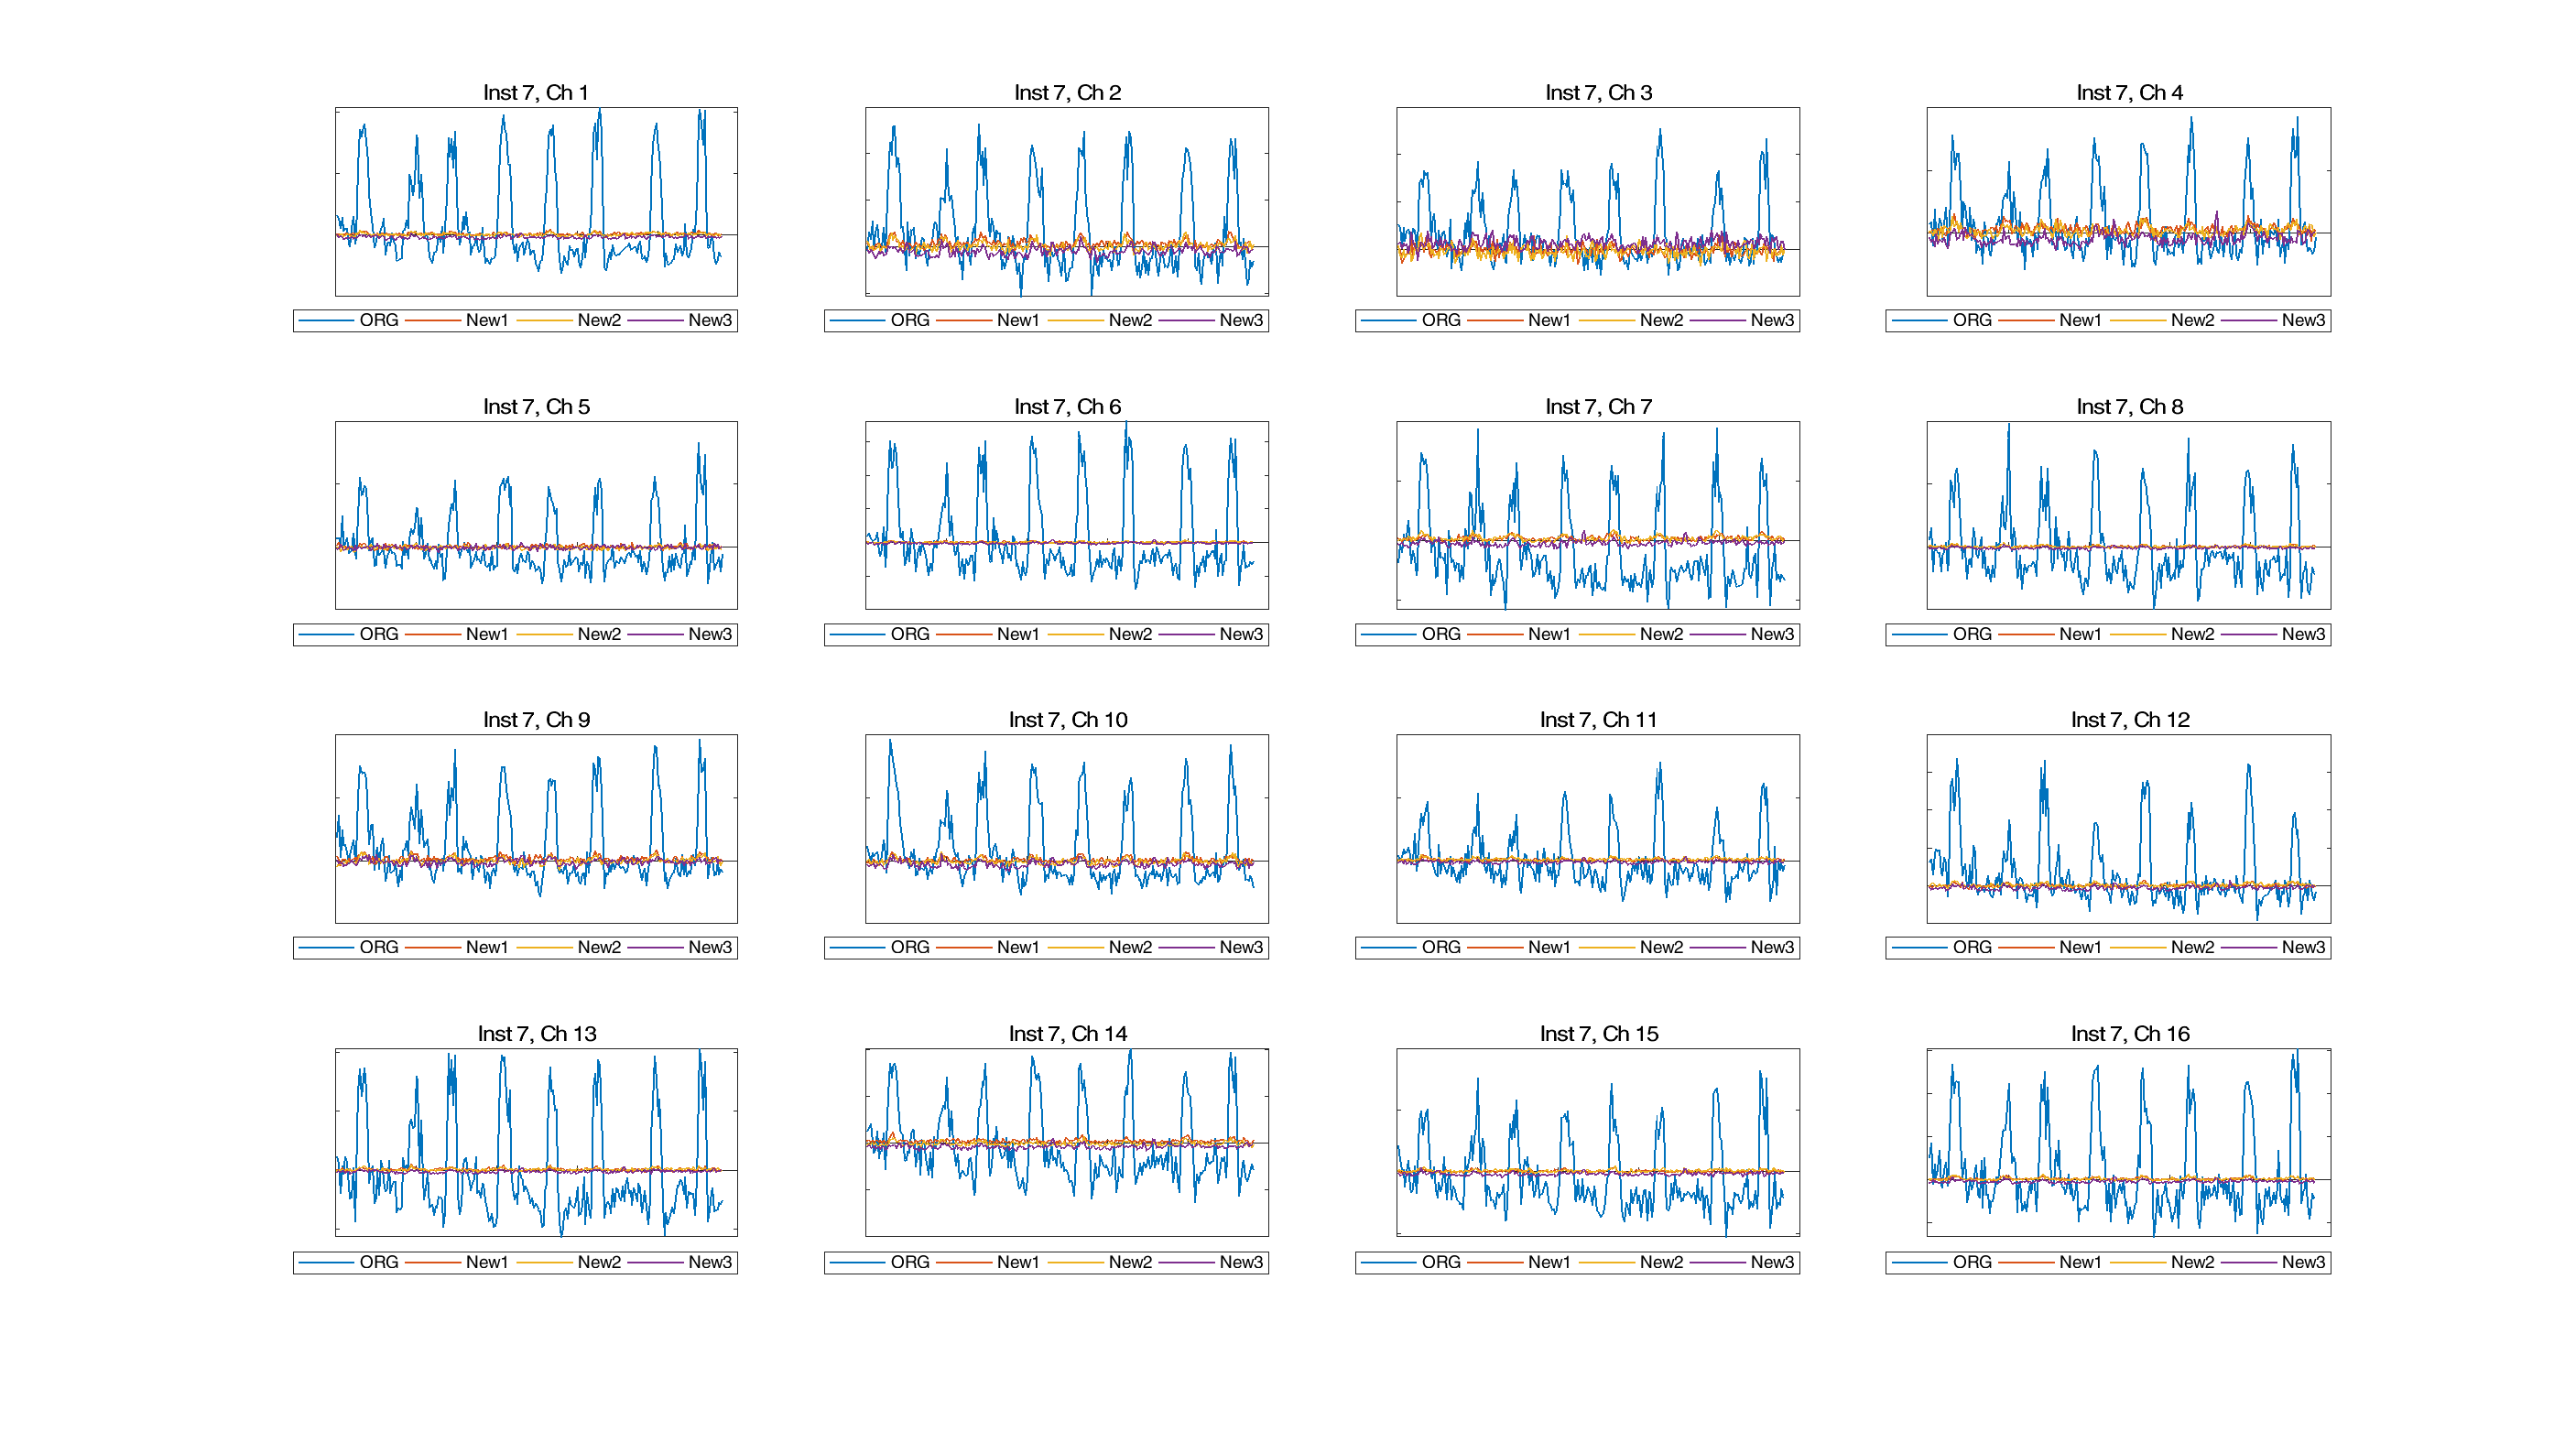 Inst 7, Ch 1
Inst 7, Ch 2
Inst 7, Ch 3
Inst 7, Ch 4
ORG New1 New2 New3
ORG New1 New2 New3
ORG New1 New2 New3
ORG New1 New2 New3
Inst 7, Ch 5
Inst 7, Ch 6
Inst 7, Ch 7
Inst 7, Ch 8
ORG New1 New2 New3
ORG New1 New2 New3
ORG New1 New2 New3
ORG New1 New2 New3
Inst 7, Ch 9
Inst 7, Ch 10
Inst 7, Ch 11
Inst 7, Ch 12
ORG New1 New2 New3
ORG New1 New2 New3
ORG New1 New2 New3
ORG New1 New2 New3
Inst 7, Ch 13
Inst 7, Ch 14
Inst 7, Ch 15
Inst 7, Ch 16
ORG New1 New2 New3
ORG New1 New2 New3
ORG New1 New2 New3
ORG New1 New2 New3